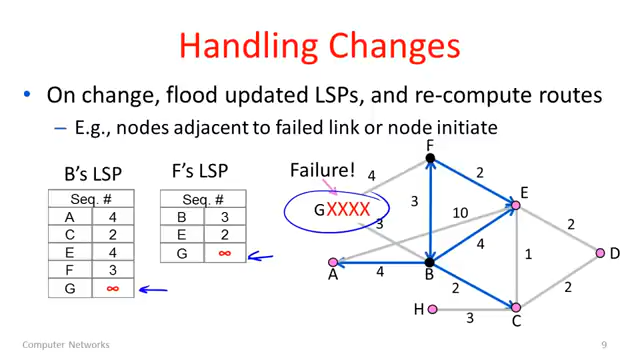 Handling Changes
• On change, flood updated LSPs, and re-compute routes
– E.g., nodes adjacent to failed link or node initiate
B's LSP
Seq. #
A 4
C 2
E 4
F 3
G ∞
F's LSP
Seq. #
B 3
E 2
G ∞
Failure!
G XXXX
F
4
2
3
E
3
10
4
2
1
A
4
B
2
D
2
H
3
C
Computer Networks
9